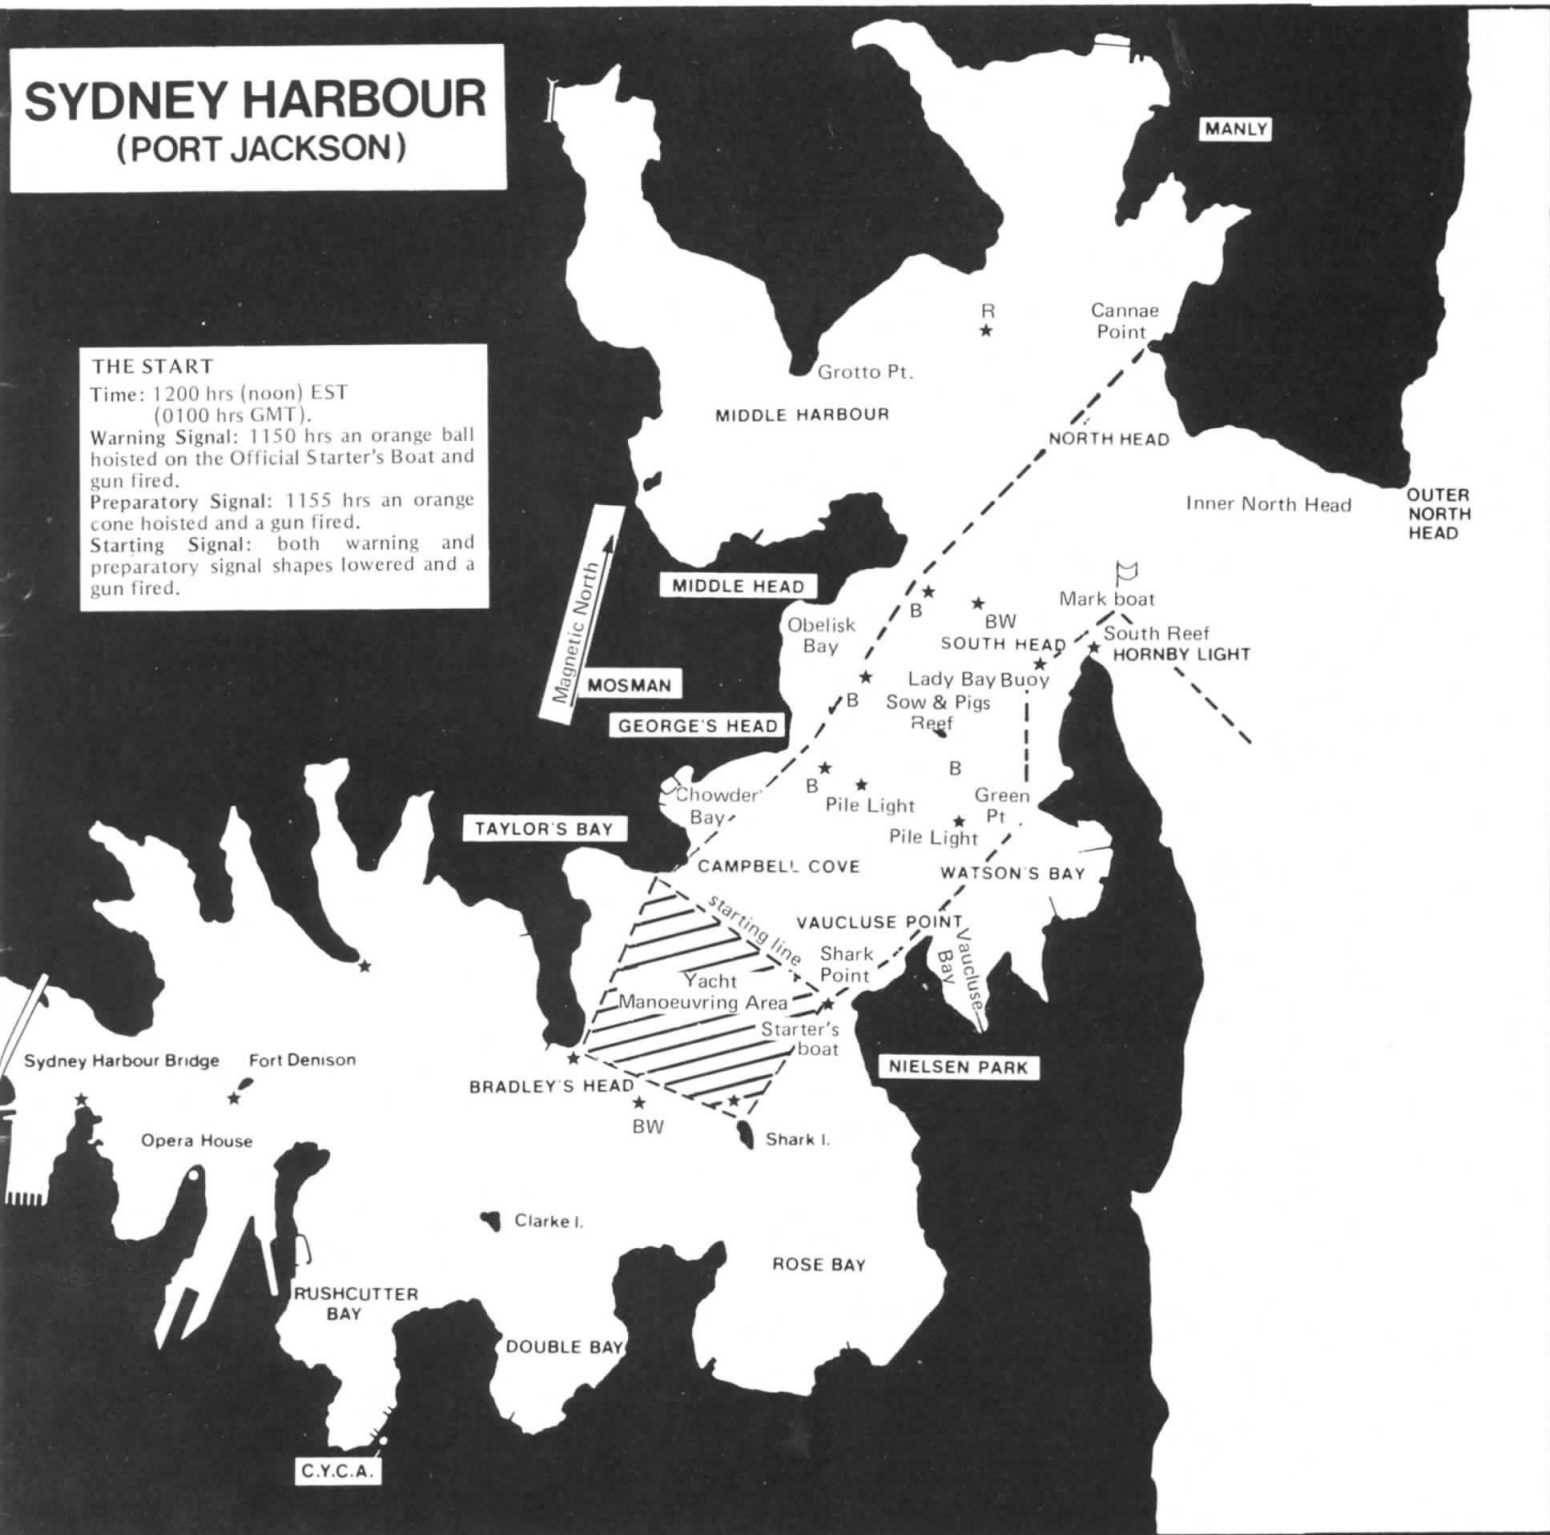 SYDNEY HARBOUR
(PORT JACKSON)
MANLY
THE START
Time: 1200 hrs (noon) EST
(0100 hrs GMT).
Warning Signal: 1150 hrs an orange ball
hoisted on the Official Starter's Boat and
gun fired.
Preparatory Signal: 1155 hrs an orange
cone hoisted and a gun fired.
Starting Signal: both warning and
preparatory signal shapes lowered and a
gun fired.
R
Cannae
Point
Grotto Pt.
MIDDLE HARBOUR
NORTH HEAD
Inner North Head
OUTER
NORTH
HEAD
Magnetic North
MIDDLE HEAD
Mark boat
B
BW
Obelisk
Bay
SOUTH HEAD
South Reef
HORNBY LIGHT
MOSMAN
Lady Bay Buoy
B
Sow & Pigs
Reef
GEORGE'S HEAD
B
B
Chowder
Bay
Pile Light
Green
Pt
TAYLOR'S BAY
Pile Light
CAMPBELL COVE
WATSON'S BAY
starting line
VAUCLUSE POINT
Vaucluse
Bay
Shark
Point
Yacht
Manoeuvring Area
Starter's
boat
Sydney Harbour Bridge
Fort Denison
NIELSEN PARK
BRADLEY'S HEAD
BW
Opera House
Shark I.
Clarke I.
ROSE BAY
RUSHCUTTER
BAY
DOUBLE BAY
C.Y.C.A.